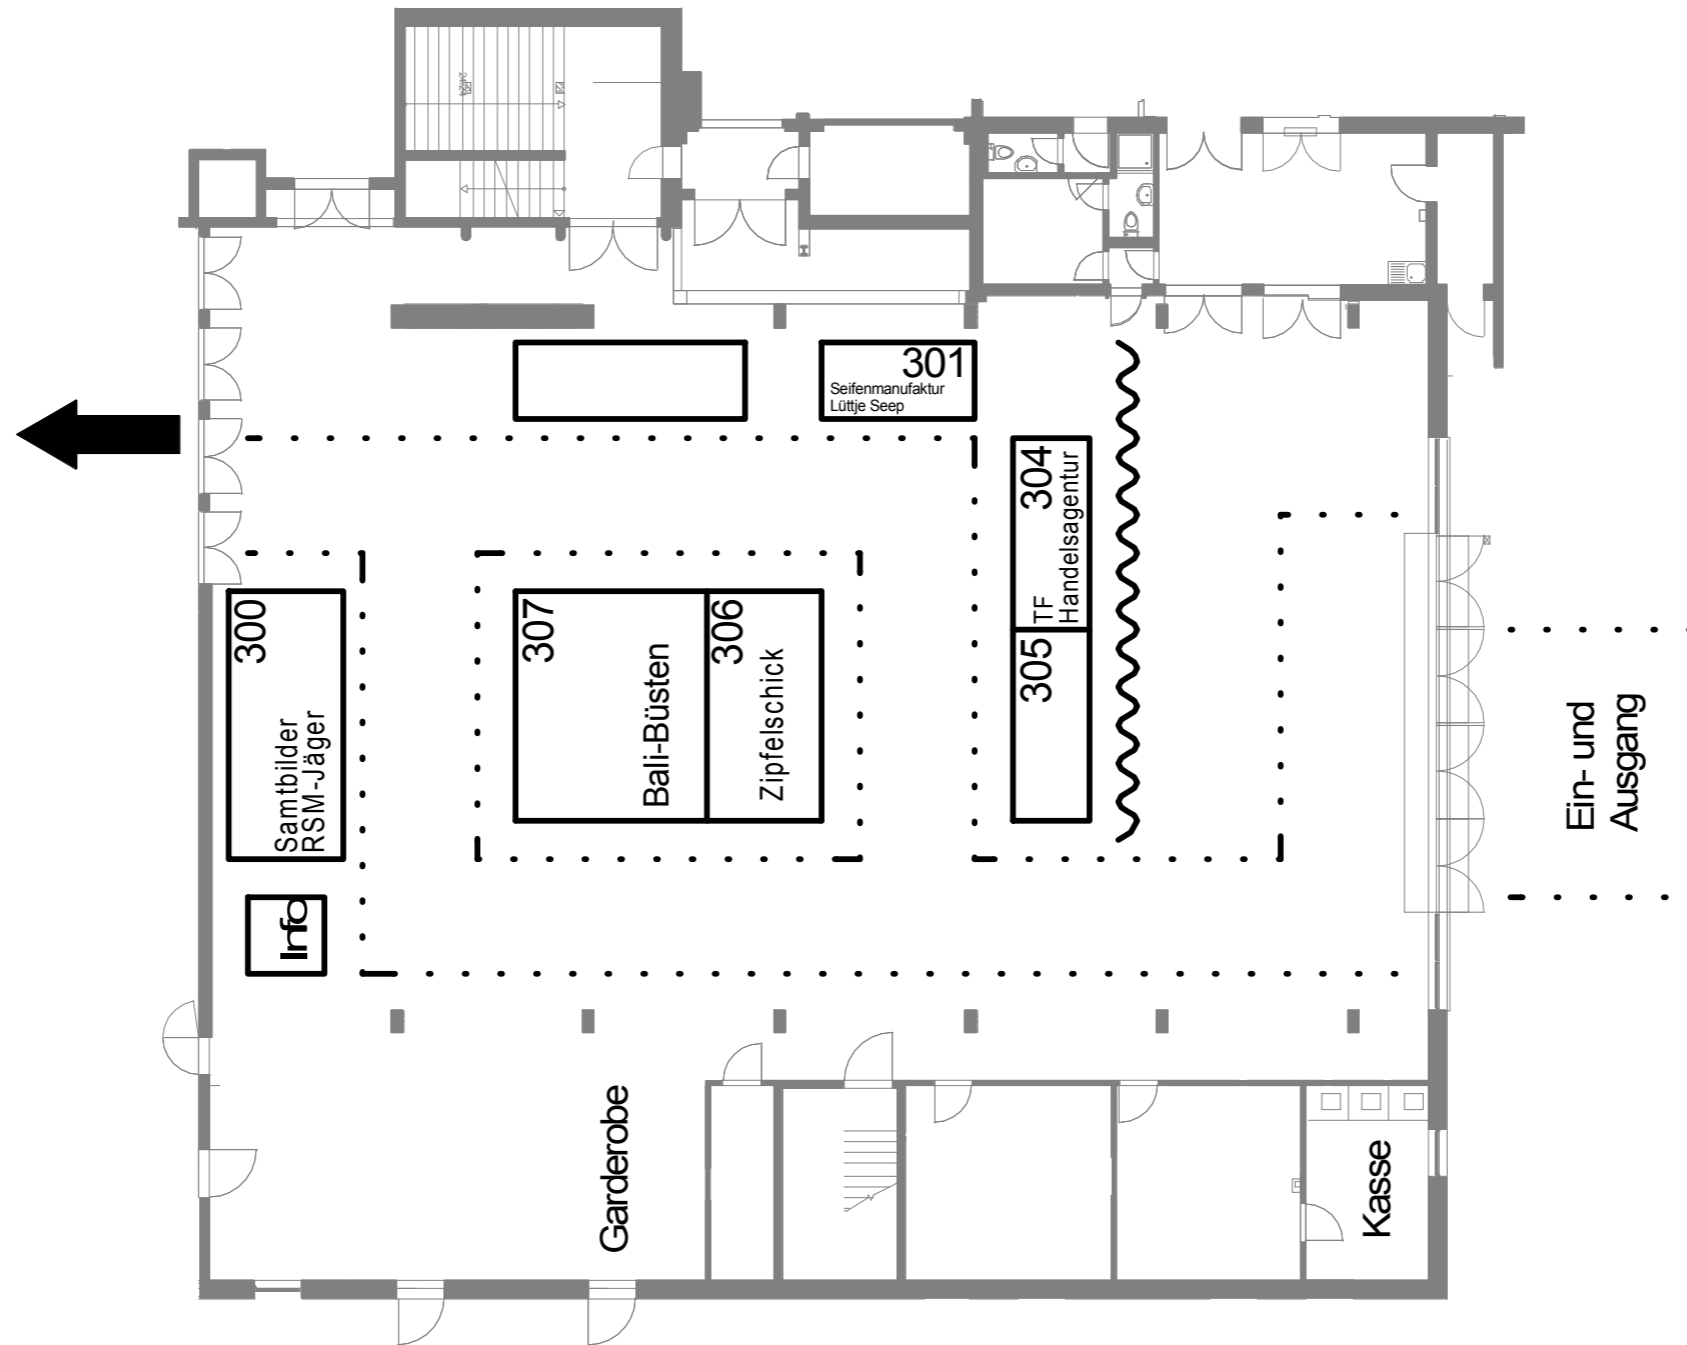 301
Seifenmanufaktur
Lüttje Seep
304
TF
Handelsagentur
305
300
Samtbilder
RSM-Jäger
307
Bali-Büsten
306
Zipfelschick
Info
Ein- und
Ausgang
Garderobe
Kasse